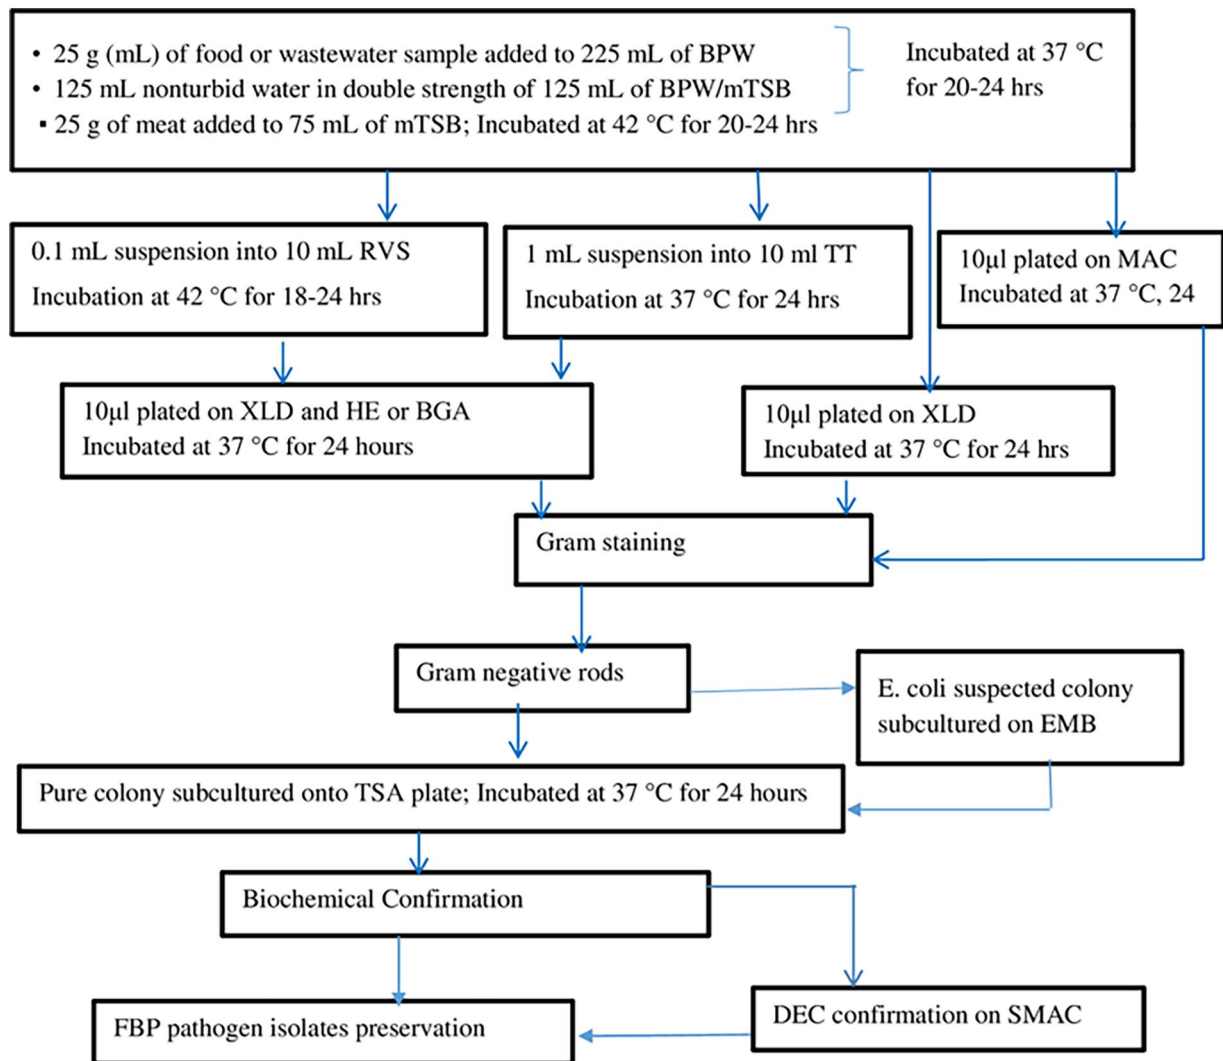 • 25 g (mL) of food or wastewater sample added to 225 mL of BPW
• 125 mL nonturbid water in double strength of 125 mL of BPW/mTSB
▪ 25 g of meat added to 75 mL of mTSB; Incubated at 42 °C for 20-24 hrs
Incubated at 37 °C
for 20-24 hrs
0.1 mL suspension into 10 mL RVS
Incubation at 42 °C for 18-24 hrs
1 mL suspension into 10 ml TT
Incubation at 37 °C for 24 hrs
10µl plated on MAC
Incubated at 37 °C, 24
10µl plated on XLD and HE or BGA
Incubated at 37 °C for 24 hours
10µl plated on XLD
Incubated at 37 °C for 24 hrs
Gram staining
Gram negative rods
E. coli suspected colony
subcultured on EMB
Pure colony subcultured onto TSA plate; Incubated at 37 °C for 24 hours
Biochemical Confirmation
DEC confirmation on SMAC
FBP pathogen isolates preservation